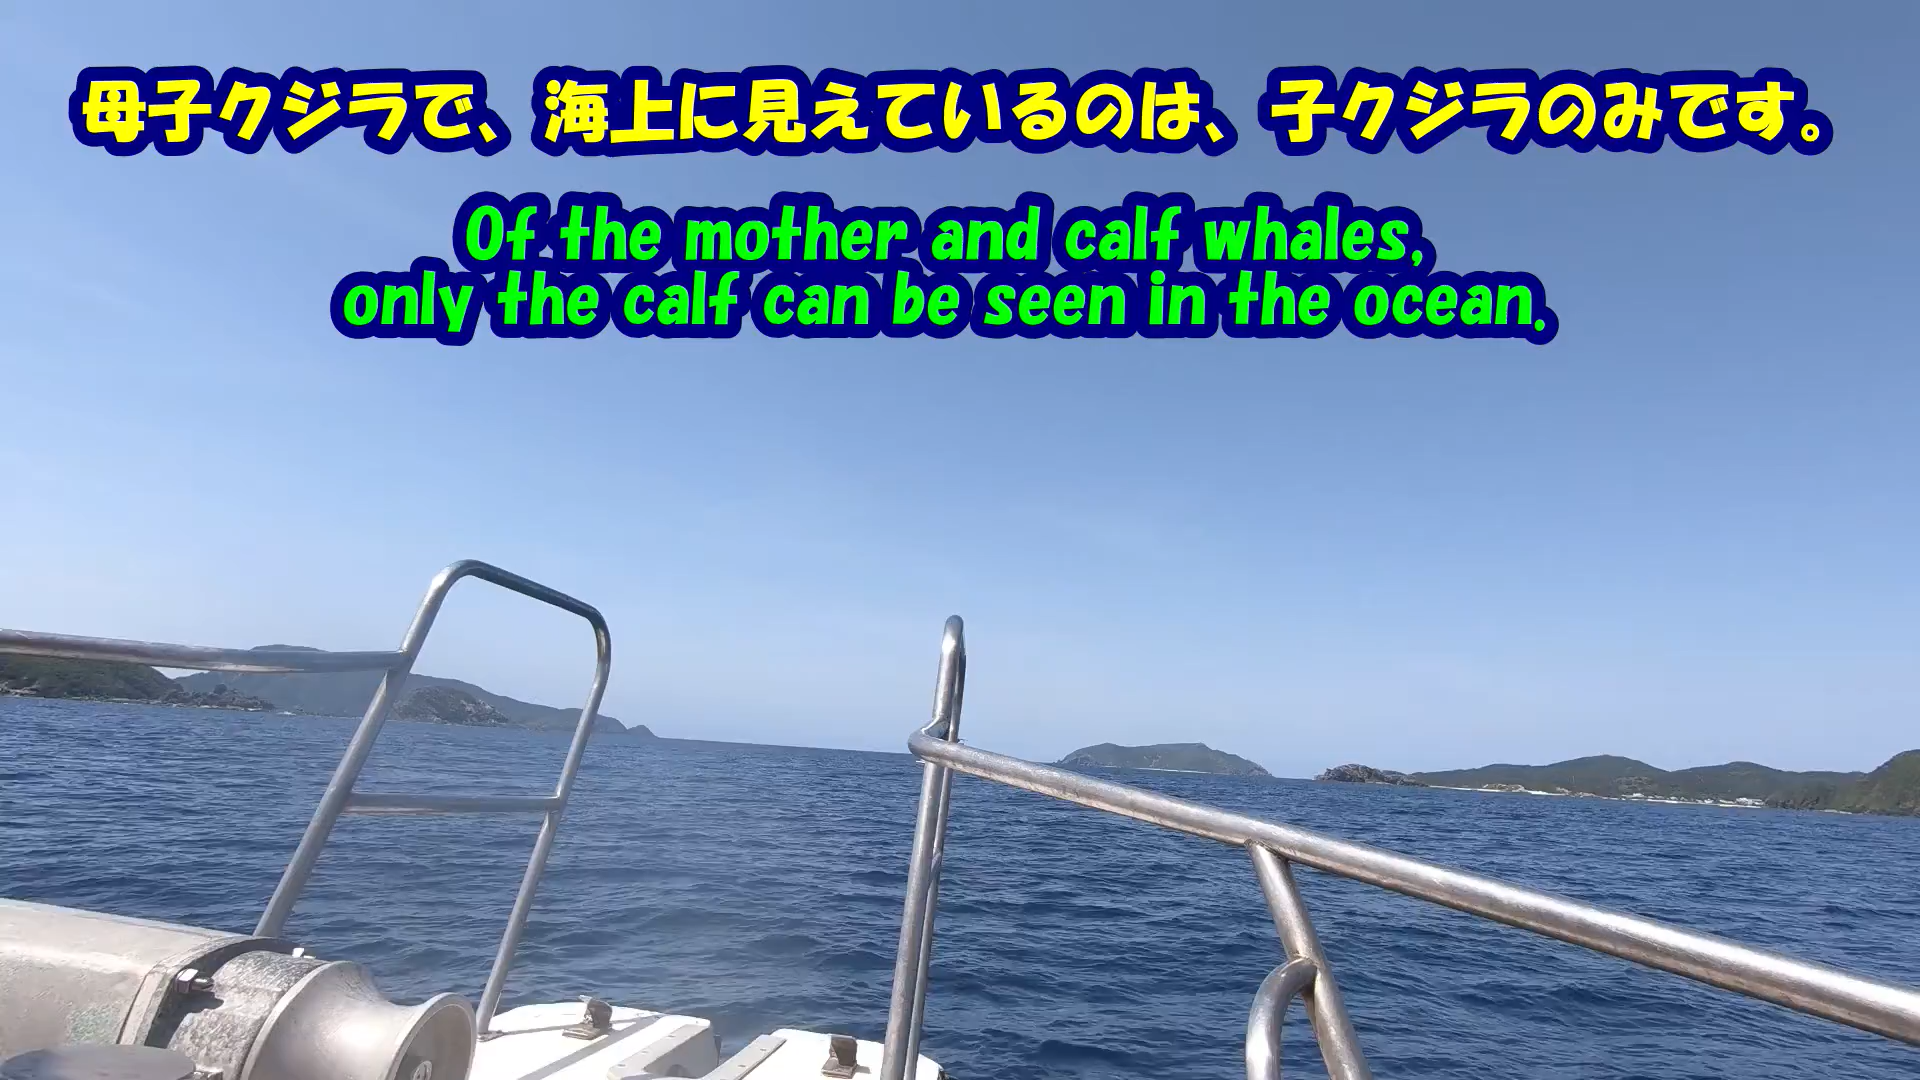 母子クジラで、海上に見えているのは、子クジラのみです。
Of the mother and calf whales,
only the calf can be seen in the ocean.